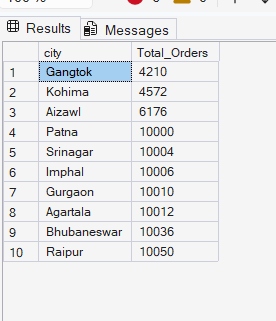 Results Messages
city Total_Orders
1 Gangtok 4210
2 Kohima 4572
3 Aizawl 6176
4 Patna 10000
5 Srinagar 10004
6 Imphal 10006
7 Gurgaon 10010
8 Agartala 10012
9 Bhubaneswar 10036
10 Raipur 10050